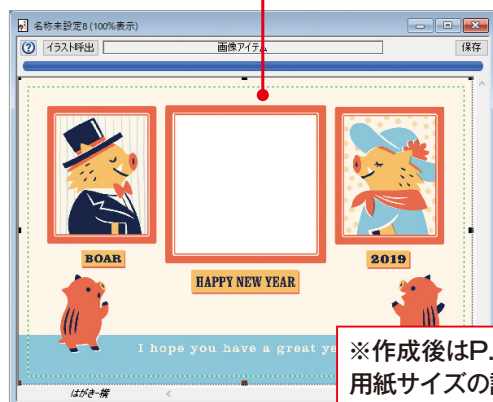 名称未設定8 (100%表示)
イラスト呼出 画像アイテム 保存
BOAR
2019
HAPPY NEW YEAR
I hope you have a great ye
※作成後はP.
用紙サイズの
はがき-横